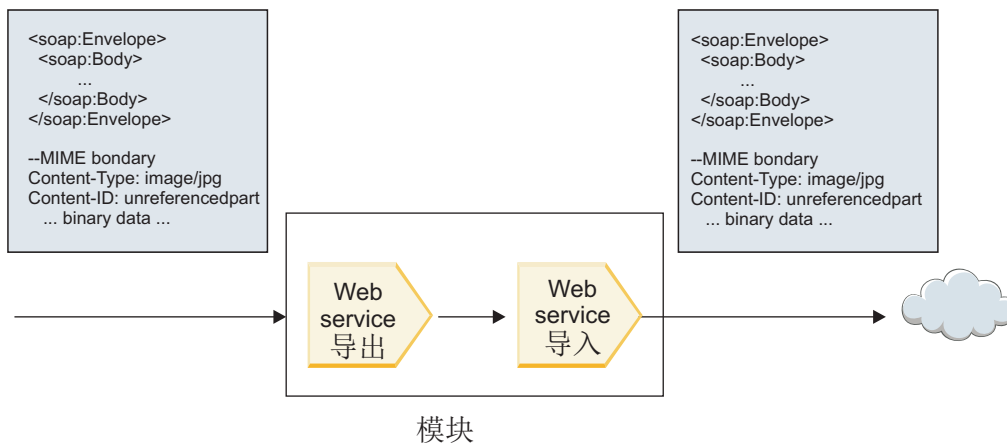 <soap:Envelope>
<soap:Body>
...
</soap:Body>
</soap:Envelope>
--MIME bondary
Content-Type: image/jpg
Content-ID: unreferencedpart
... binary data ...
<soap:Envelope>
<soap:Body>
...
</soap:Body>
</soap:Envelope>
--MIME bondary
Content-Type: image/jpg
Content-ID: unreferencedpart
... binary data ...
Web
service
导出
Web
service
导入
模块